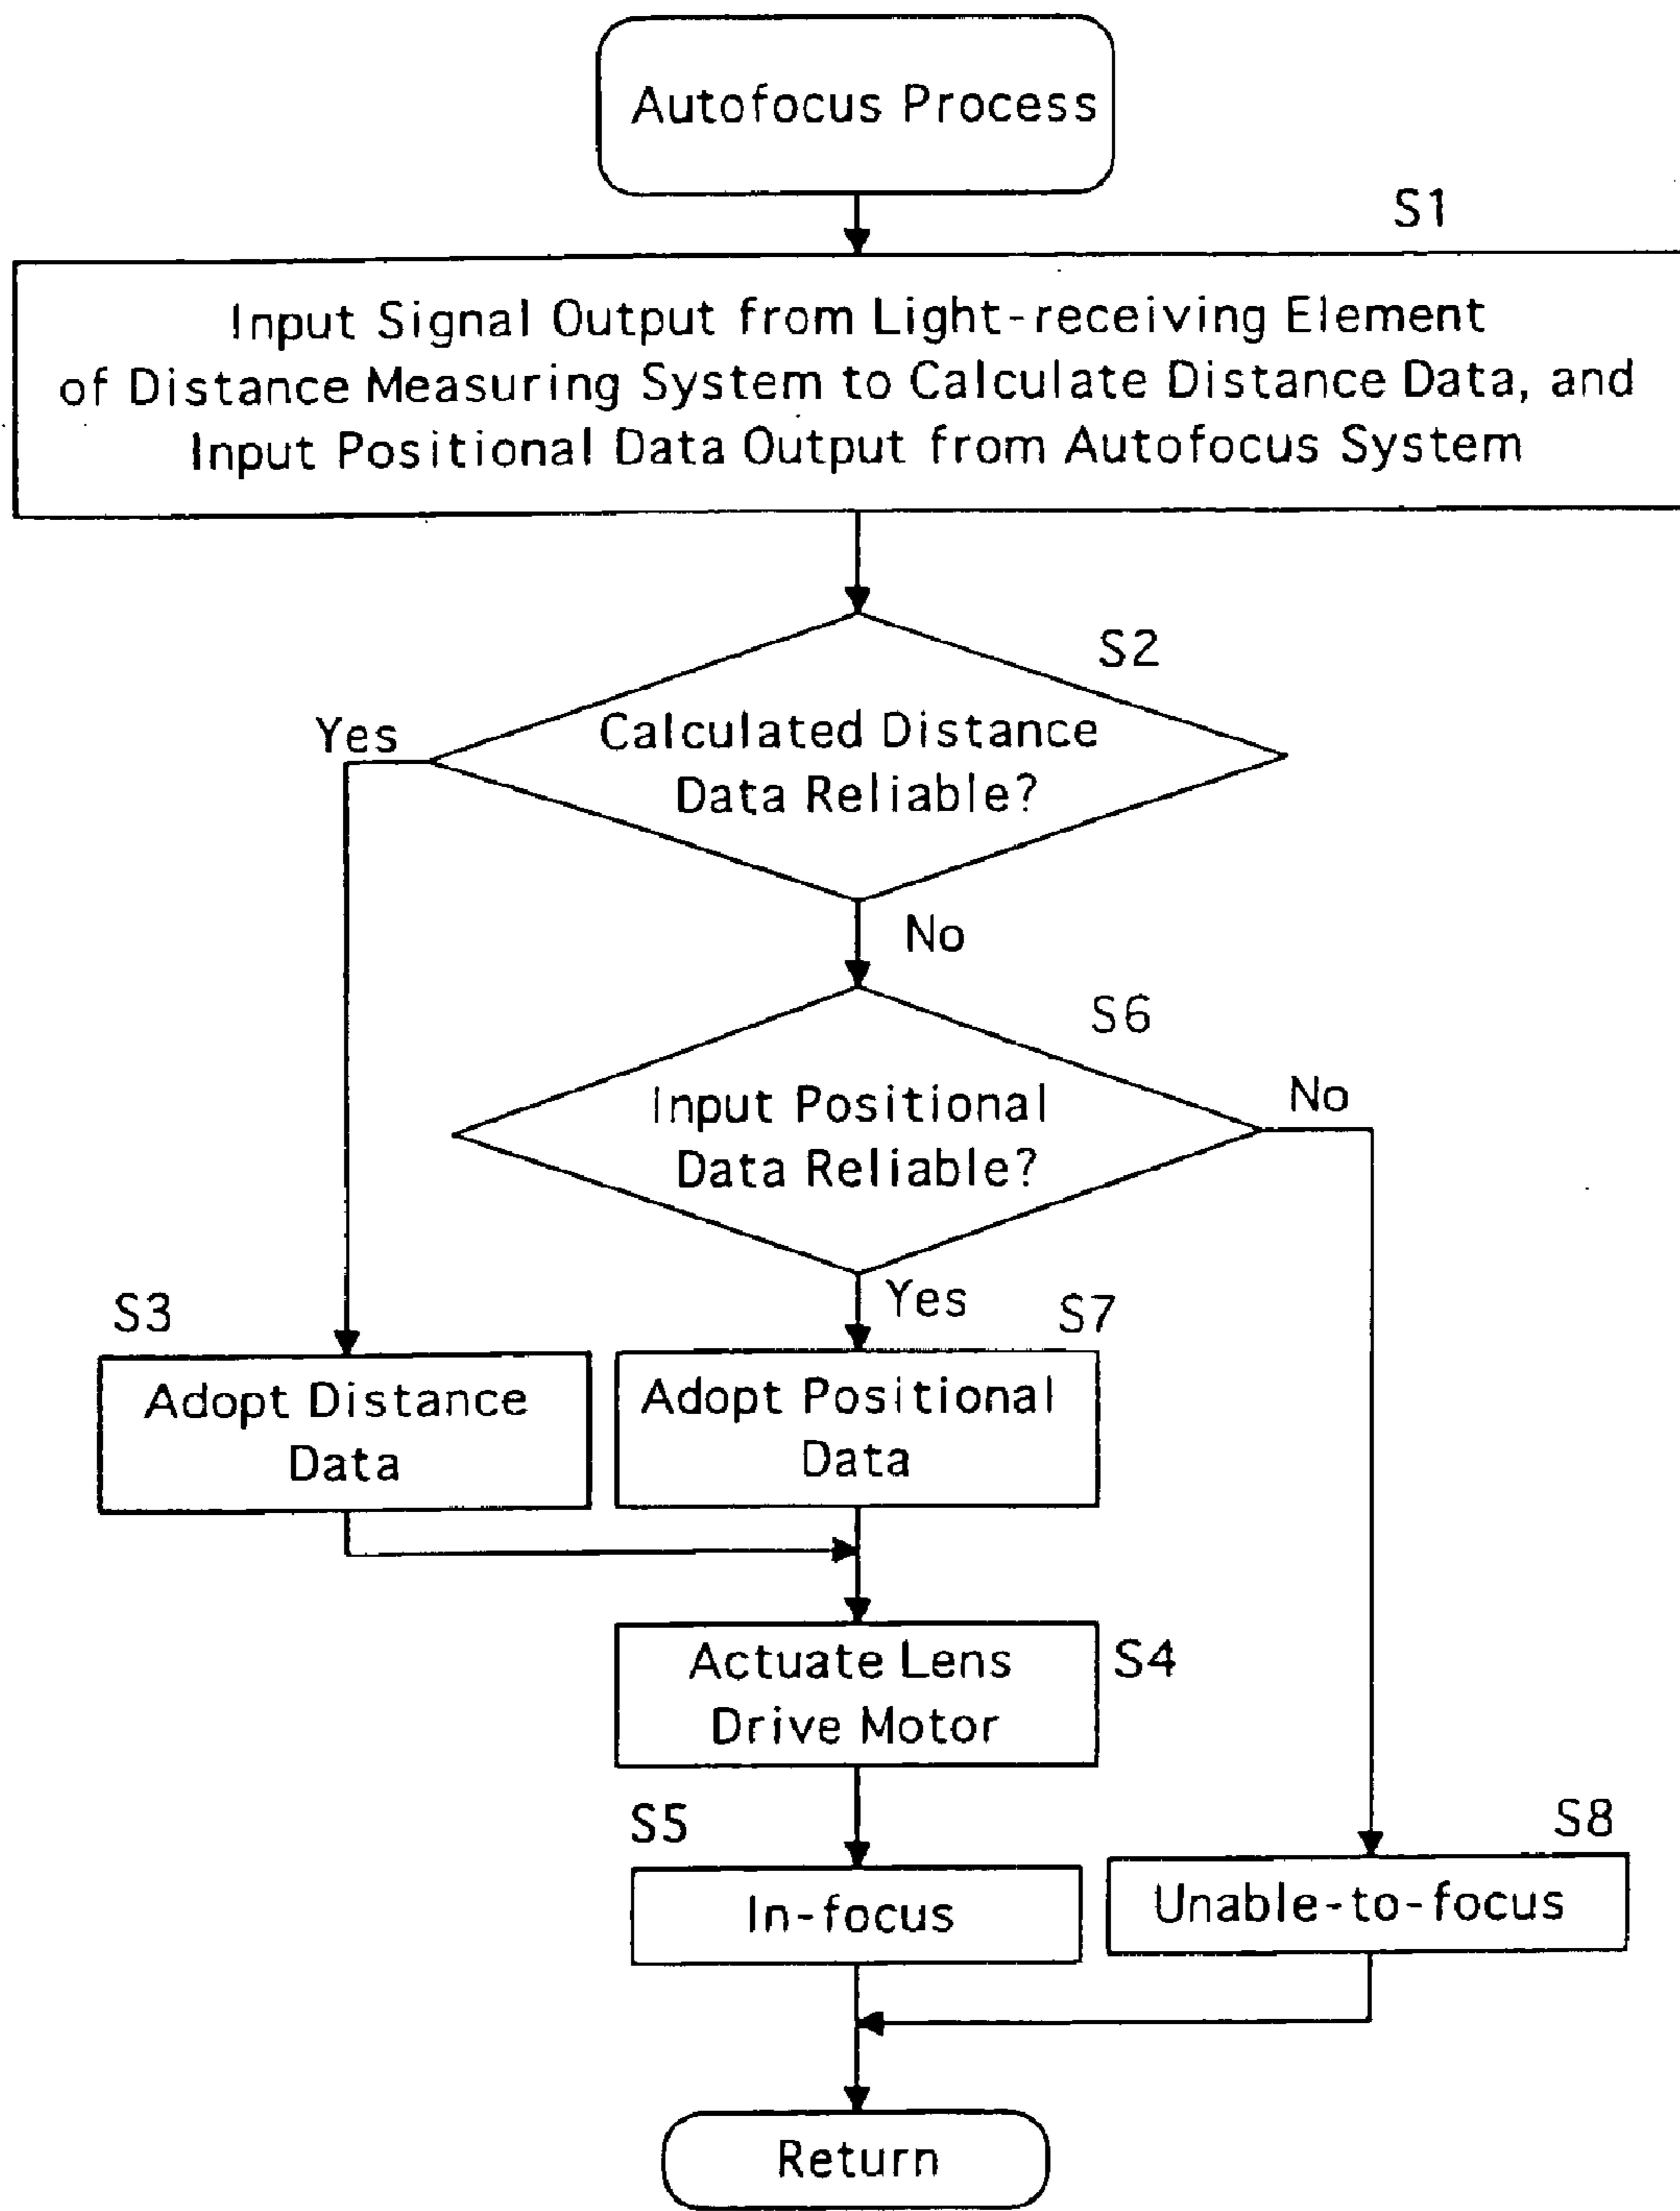 Autofocus Process
S1
Input Signal Output from Light-receiving Element
of Distance Measuring System to Calculate Distance Data, and
Input Positional Data Output from Autofocus System
S2
Yes
Calculated Distance
Data Reliable?
No
S6
Input Positional
Data Reliable?
No
Yes
S3
S7
Adopt Distance
Data
Adopt Positional
Data
Actuate Lens
Drive Motor
S4
S5
S8
In-focus
Unable-to-focus
Return